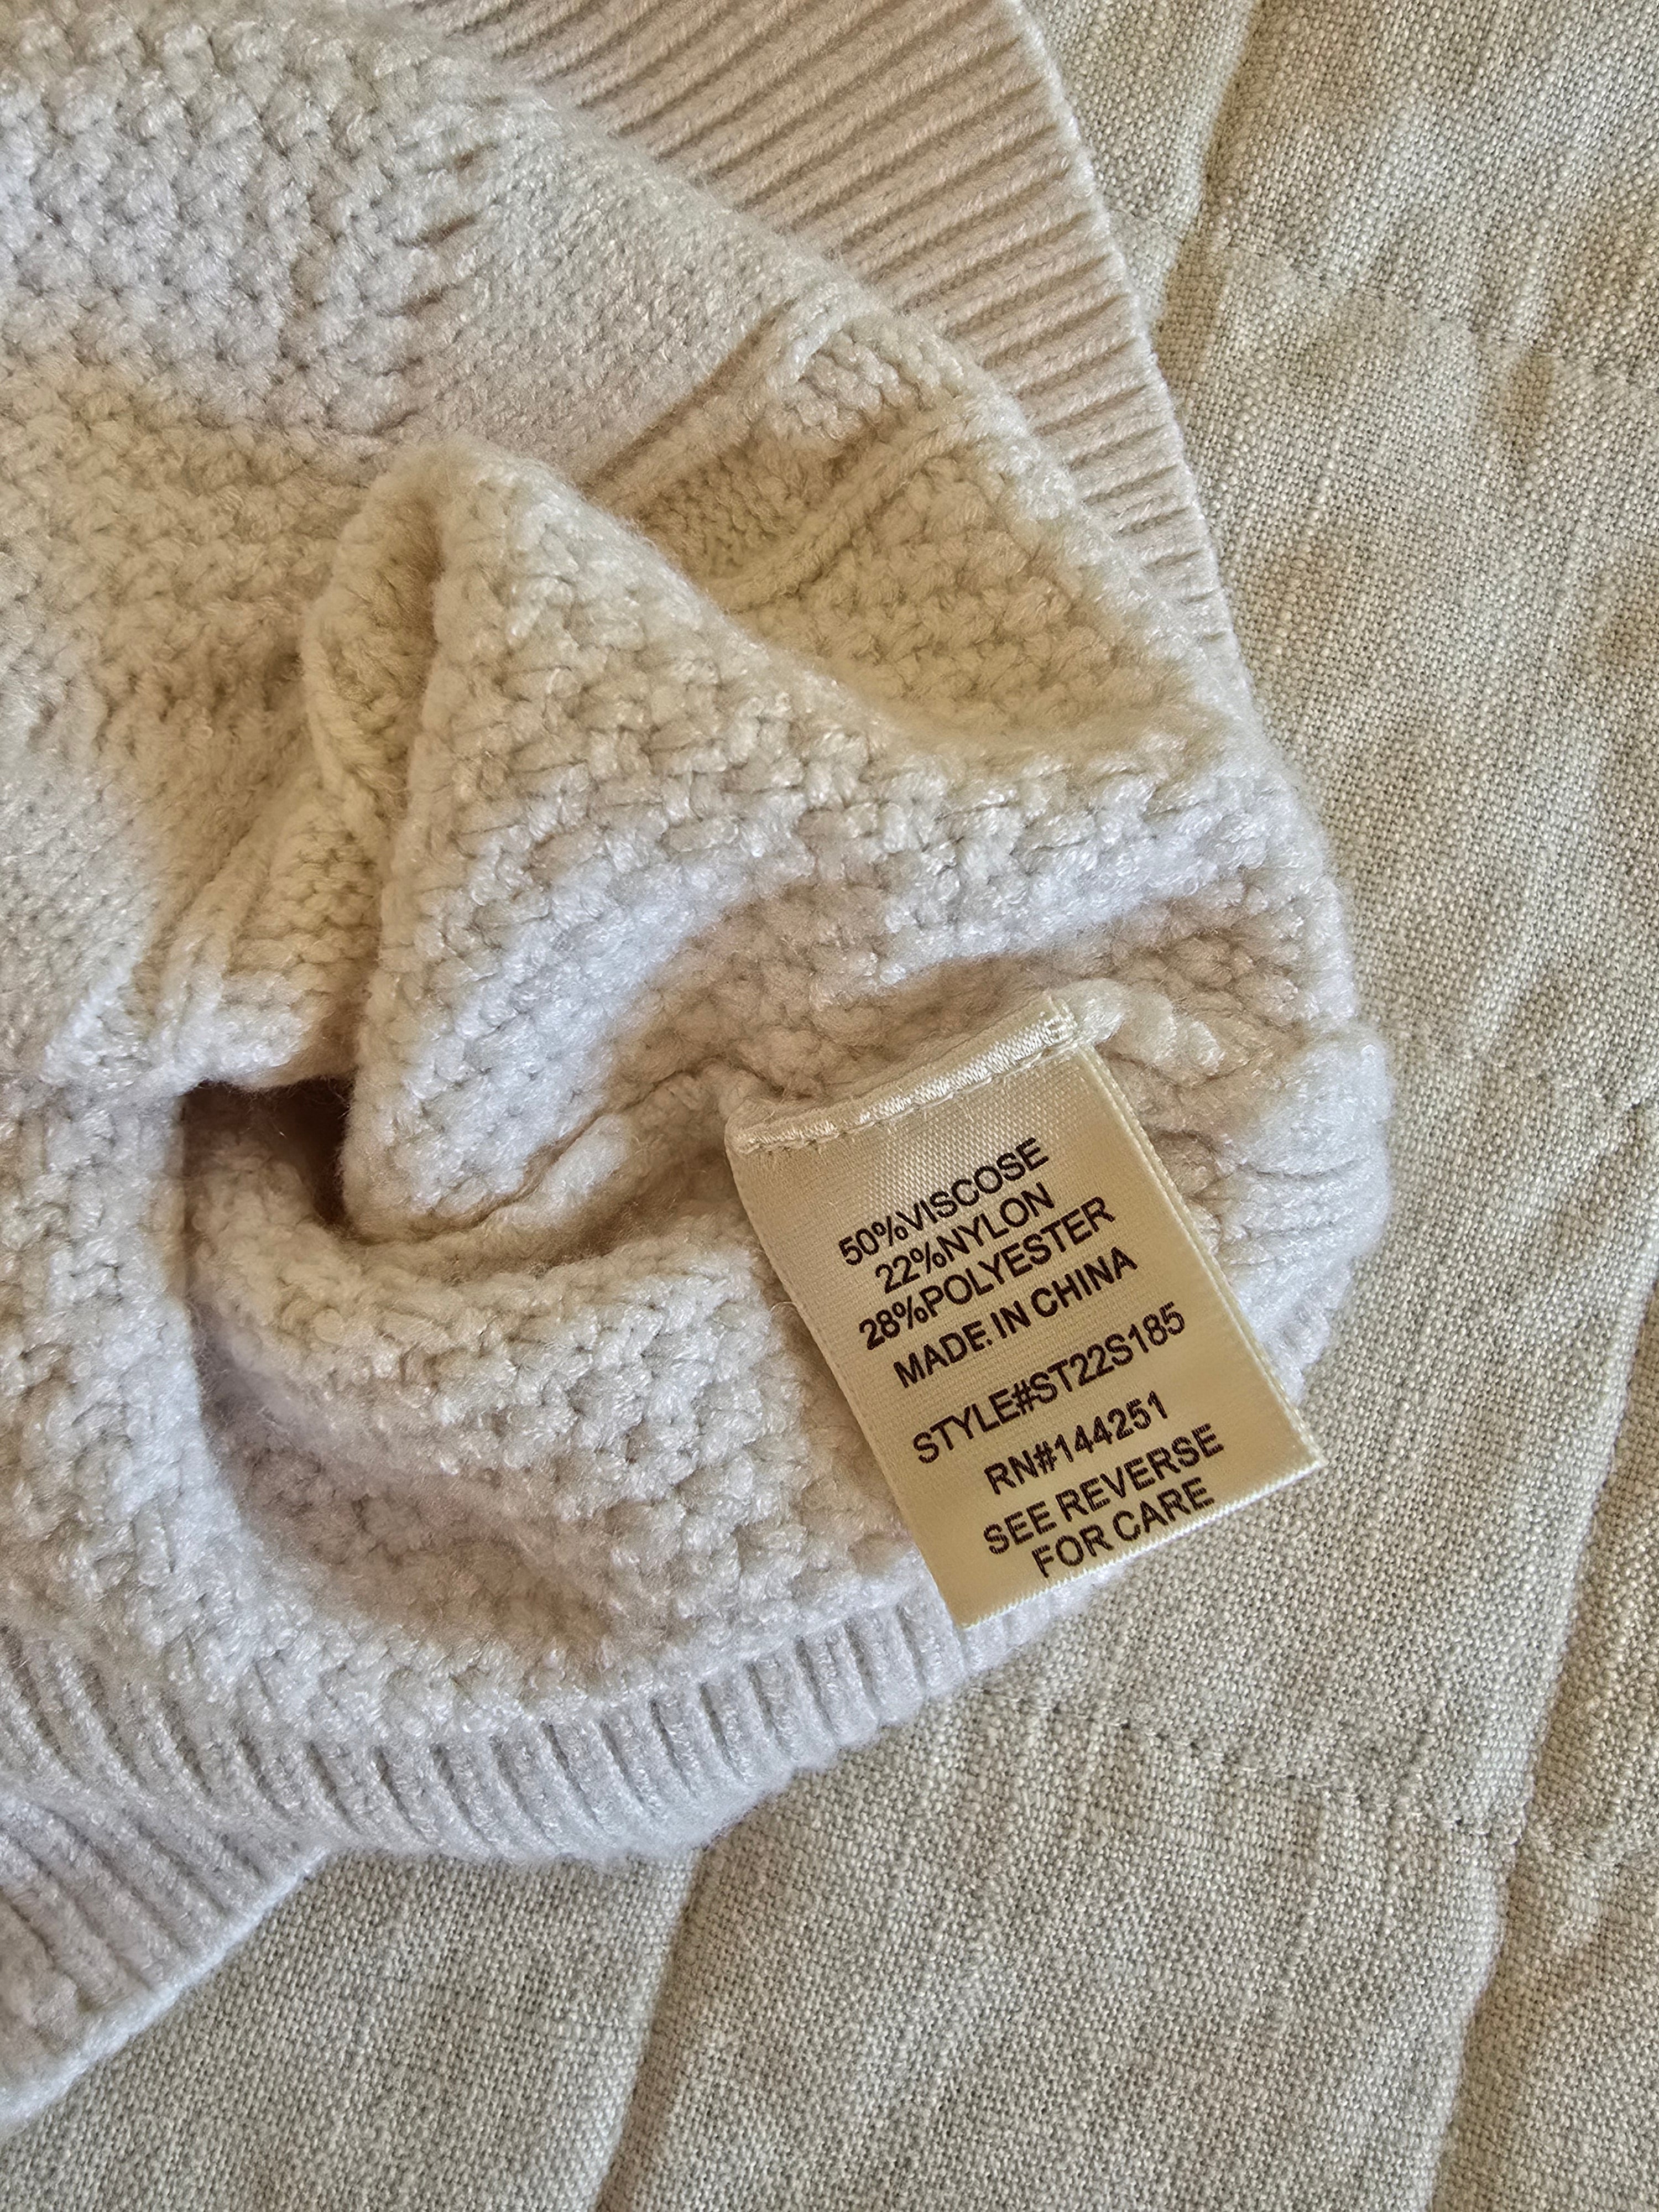 50%VISCOSE
22%NYLON
28%POLYESTER
MADE IN CHINA
STYLE#ST22S185
RN#144251
SEE REVERSE
FOR CARE